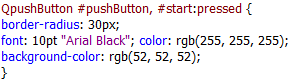 QpushButton #pushButton, #start:pressed {
border-radius: 30px;
font: 10pt "Arial Black"; color: rgb(255, 255, 255);
background-color: rgb(52, 52, 52);
}